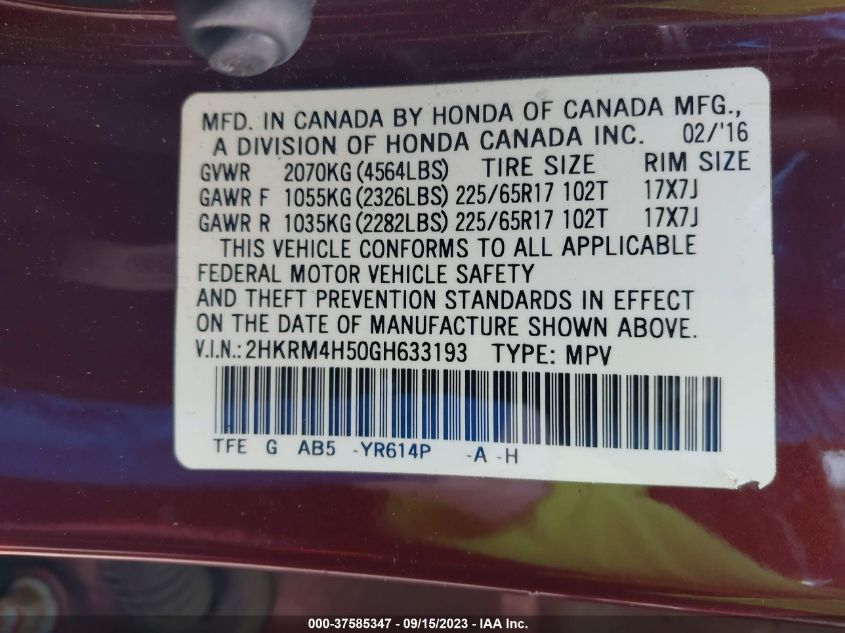 MFD. IN CANADA BY HONDA OF CANADA MFG.,
A DIVISION OF HONDA CANADA INC. 02/'16
GVWR 2070KG (4564LBS) TIRE SIZE RIM SIZE
GAWR F 1055KG (2326LBS) 225/65R17 102T 17X7J
GAWR R 1035KG (2282LBS) 225/65R17 102T 17X7J
THIS VEHICLE CONFORMS TO ALL APPLICABLE
FEDERAL MOTOR VEHICLE SAFETY
AND THEFT PREVENTION STANDARDS IN EFFECT
ON THE DATE OF MANUFACTURE SHOWN ABOVE.
V.I.N.: 2HKRM4H50GH633193 TYPE: MPV
TFE G AB5 -YR614P -A -H
000-37585347 - 09/15/2023 - IAA Inc.